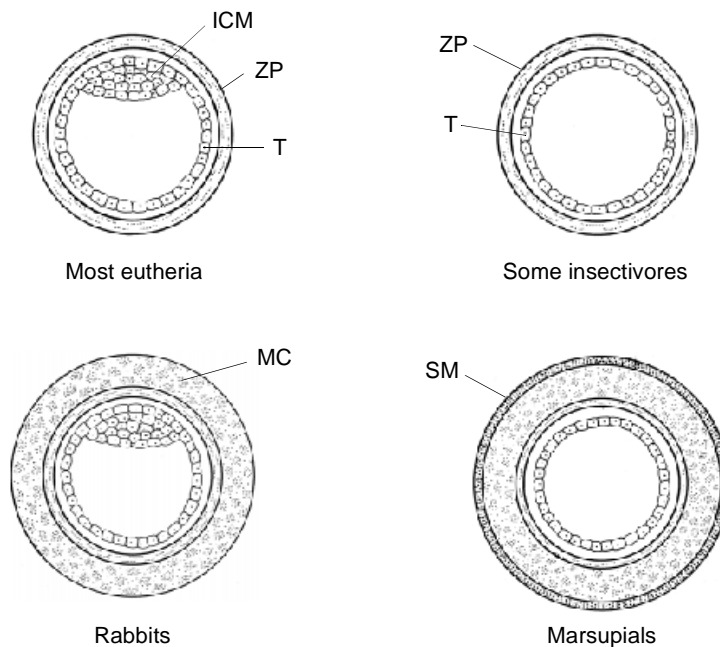 ICM
ZP
T
Most eutheria
ZP
T
Some insectivores
MC
Rabbits
SM
Marsupials